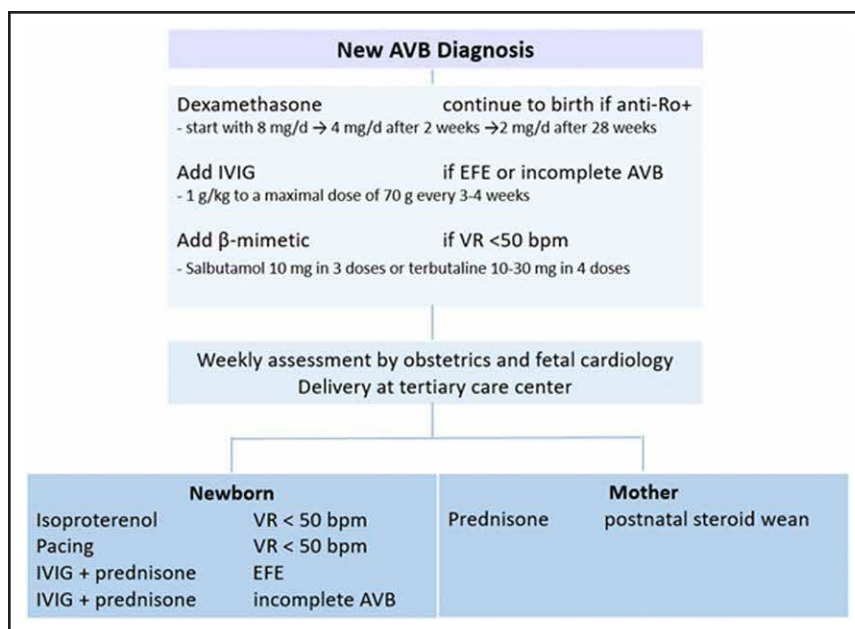 New AVB Diagnosis
Dexamethasone continue to birth if anti-Ro+
- start with 8 mg/d → 4 mg/d after 2 weeks →2 mg/d after 28 weeks
Add IVIG if EFE or incomplete AVB
- 1 g/kg to a maximal dose of 70 g every 3-4 weeks
Add β-mimetic if VR <50 bpm
- Salbutamol 10 mg in 3 doses or terbutaline 10-30 mg in 4 doses
Weekly assessment by obstetrics and fetal cardiology
Delivery at tertiary care center
Newborn
Isoproterenol VR < 50 bpm
Pacing VR < 50 bpm
IVIG + prednisone EFE
IVIG + prednisone incomplete AVB
Mother
Prednisone postnatal steroid wean